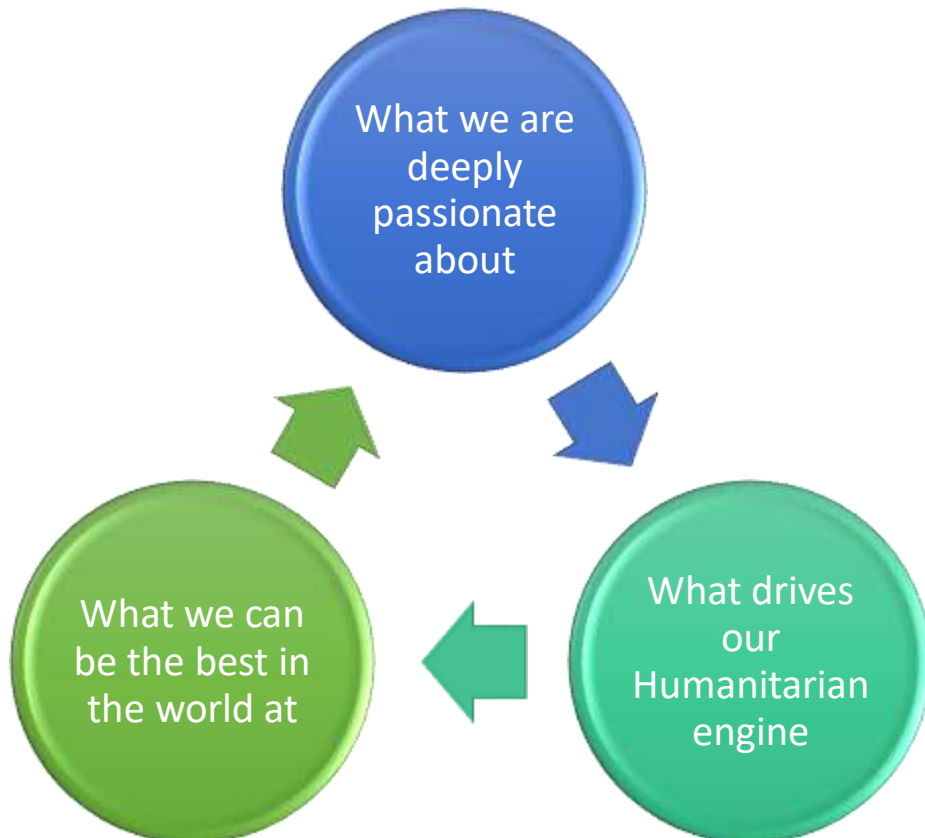 What we are
deeply
passionate
about
What drives
our
Humanitarian
engine
What we can
be the best in
the world at